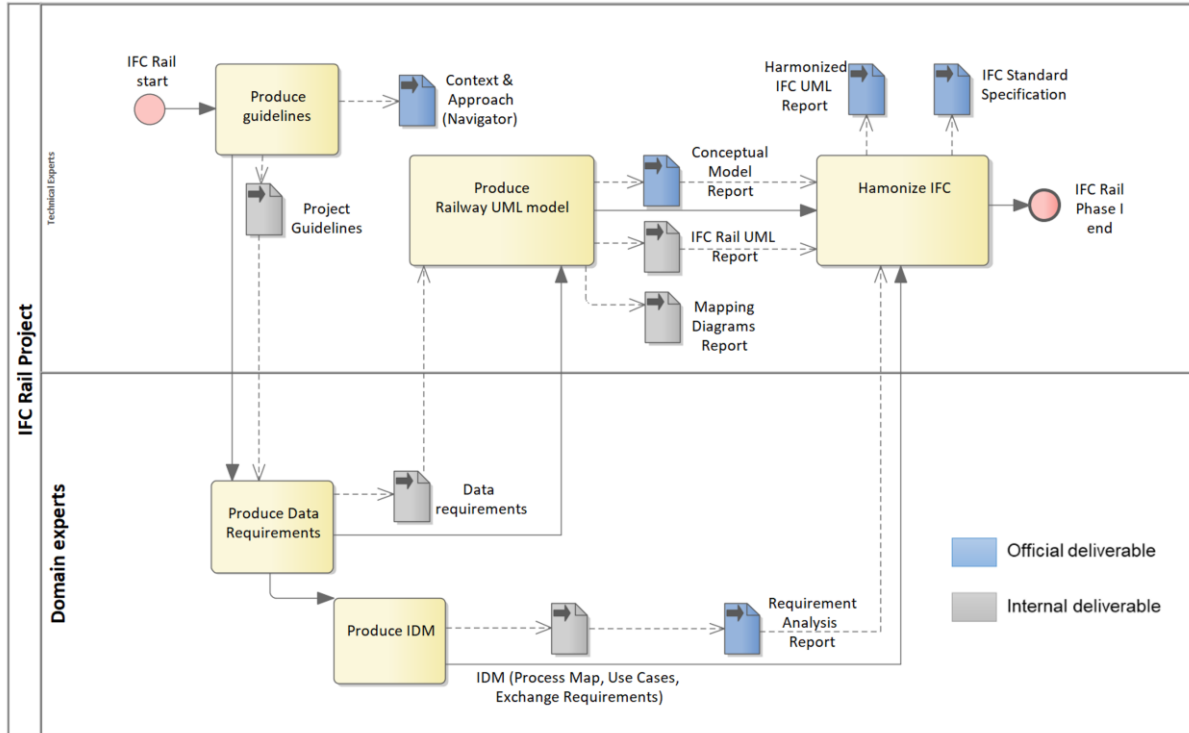 IFC Rail Project
Technical Experts
IFC Rail
start
Produce
guidelines
Context &
Approach
(Navigator)
Project
Guidelines
Produce
Railway UML model
Conceptual
Model
Report
IFC Rail UML
Report
Mapping
Diagrams
Report
Harmonized
IFC UML
Report
IFC Standard
Specification
Hamonize IFC
IFC Rail
Phase I
end
Domain experts
Produce Data
Requirements
Data
requirements
Produce IDM
IDM (Process Map, Use Cases,
Exchange Requirements)
Requirement
Analysis
Report
Official deliverable
Internal deliverable